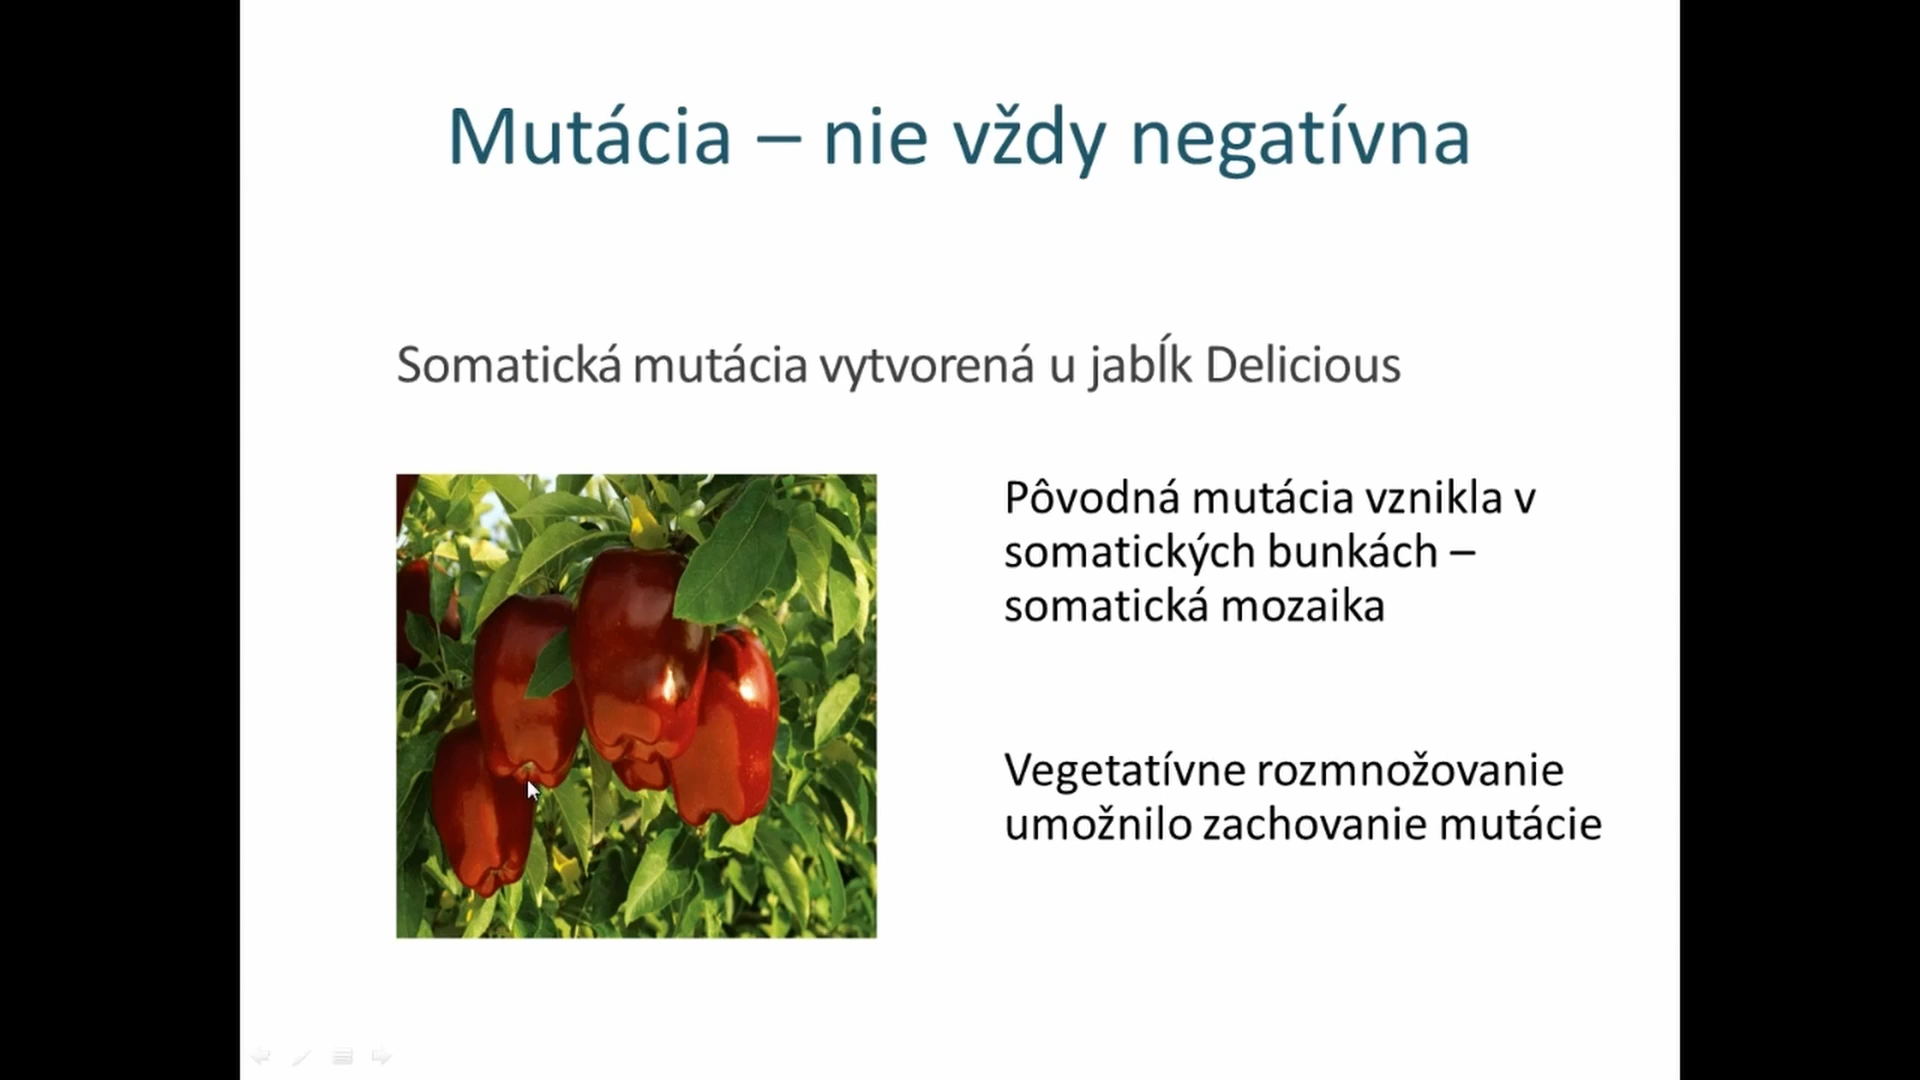 Mutácia – nie vždy negatívna
Somatická mutácia vytvorená u jabĺk Delicious
Pôvodná mutácia vznikla v
somatických bunkách –
somatická mozaika
Vegetatívne rozmnožovanie
umožnilo zachovanie mutácie